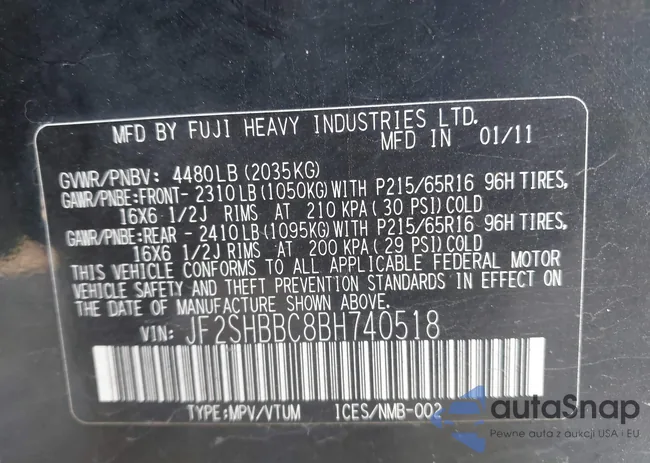 MFD BY FUJI HEAVY INDUSTRIES LTD.
MFD IN 01/11
GVWR/PNBV: 4480LB (2035KG)
GAWR/PNBE:FRONT- 2310LB(1050KG)WITH P215/65R16 96H TIRES,
16X6 1/2J RIMS AT 210 KPA(30 PSI)COLD
GAWR/PNBE:REAR - 2410LB(1095KG)WITH P215/65R16 96H TIRES,
16X6 1/2J RIMS AT 200 KPA(29 PSI)COLD
THIS VEHICLE CONFORMS TO ALL APPLICABLE FEDERAL MOTOR
VEHICLE SAFETY AND THEFT PREVENTION STANDARDS IN EFFECT ON
THE DATE OF MANUFACTURE SHOWN ABOVE.
VIN: JF2SHBBC8BH740518
TYPE:MPV/VTUM ICES/NMB-002
autaSnap
Pewne auta z aukcji USA i EU